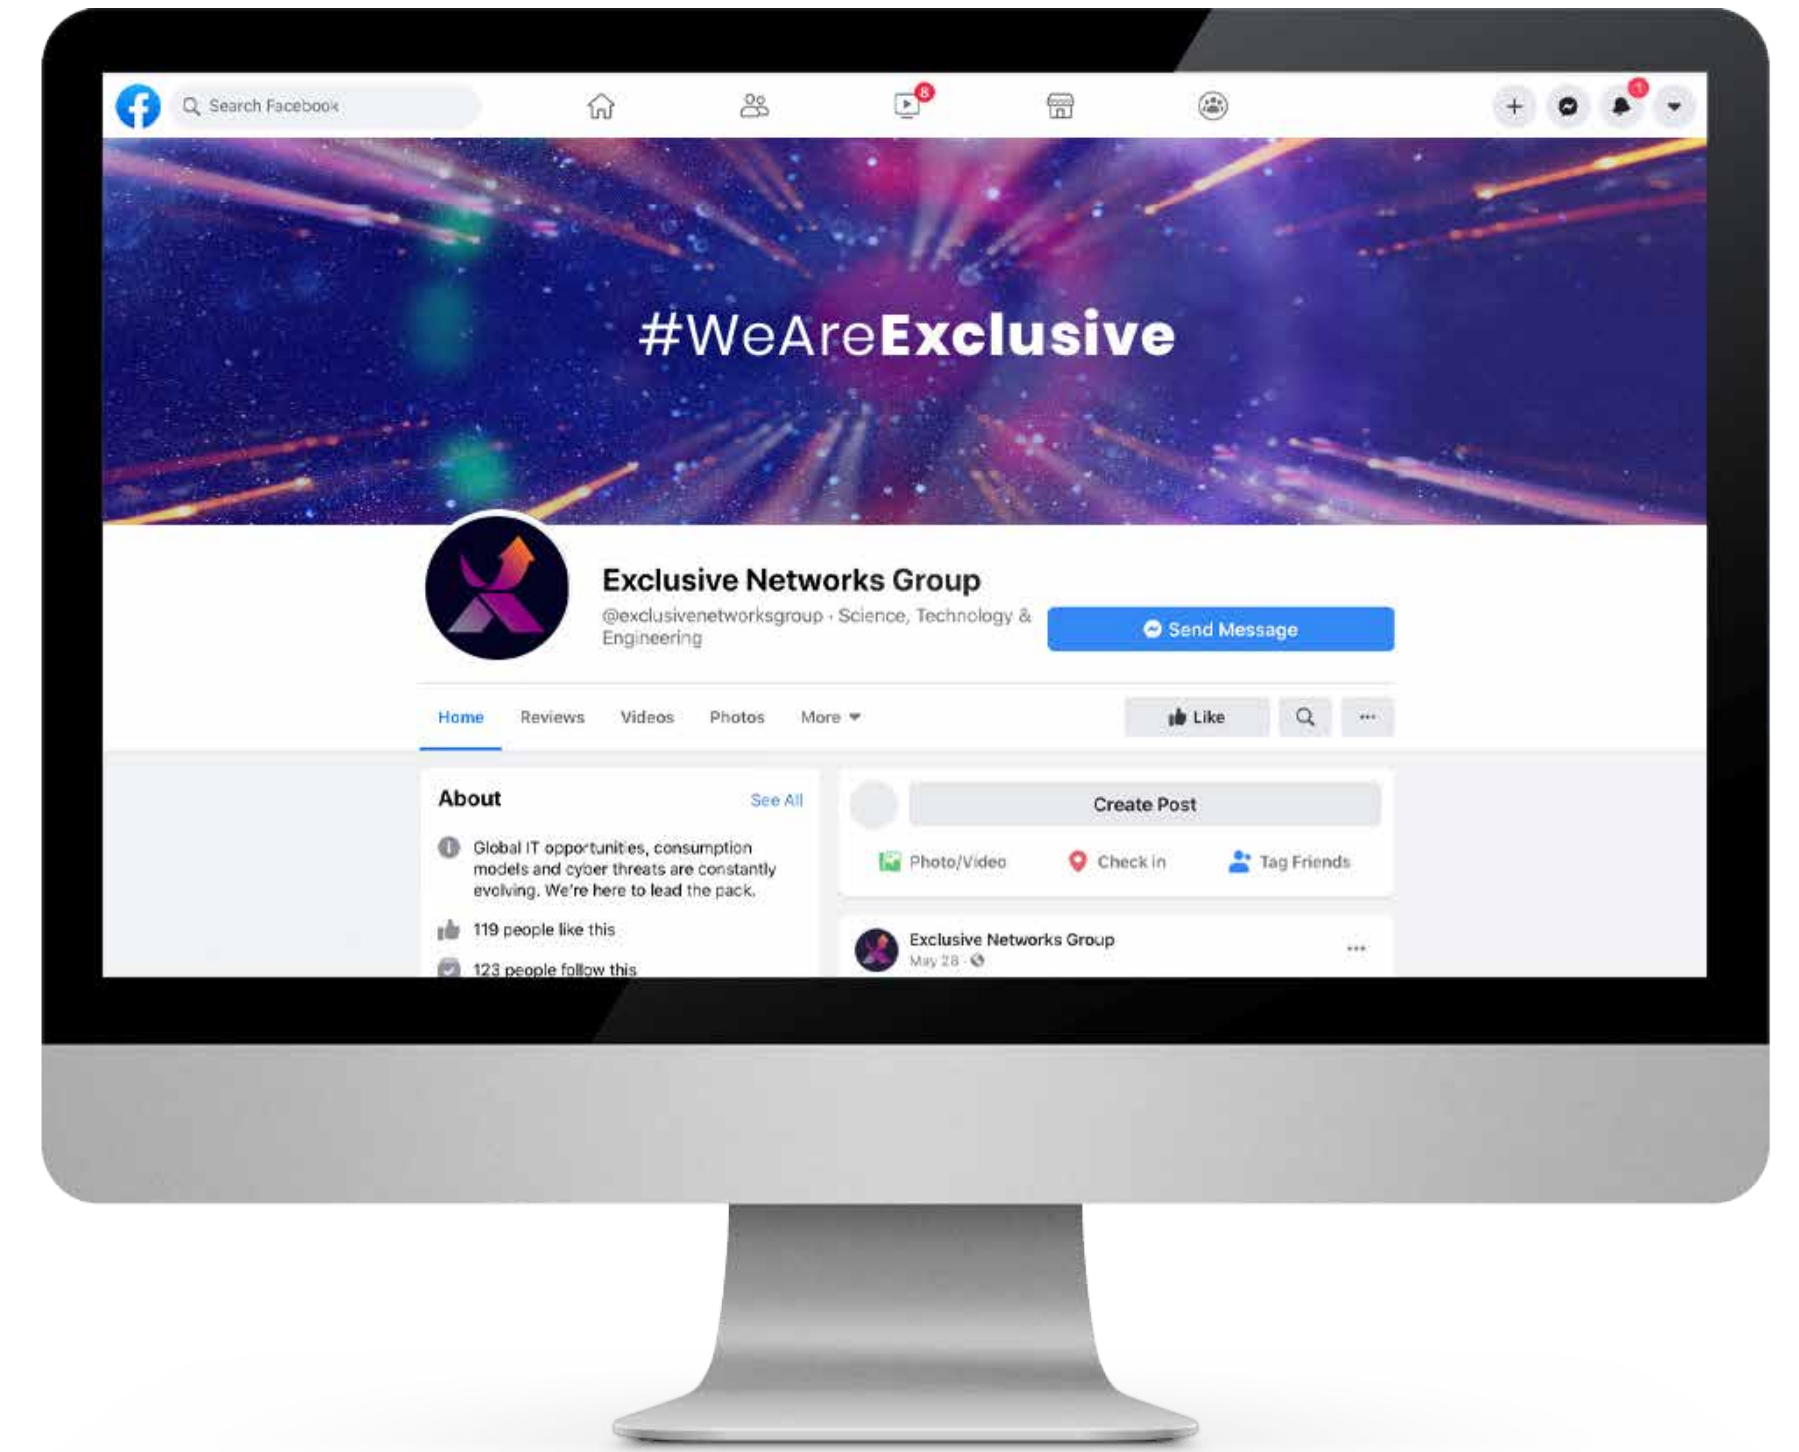 Search Facebook
8
1
#WeAreExclusive
Exclusive Networks Group
@exclusivenetworksgroup · Science, Technology &
Engineering
Send Message
Home Reviews Videos Photos More
Like
About
See All
Global IT opportunities, consumption
models and cyber threats are constantly
evolving. We're here to lead the pack.
119 people like this
123 people follow this
Create Post
Photo/Video Check in Tag Friends
Exclusive Networks Group
May 28 ·